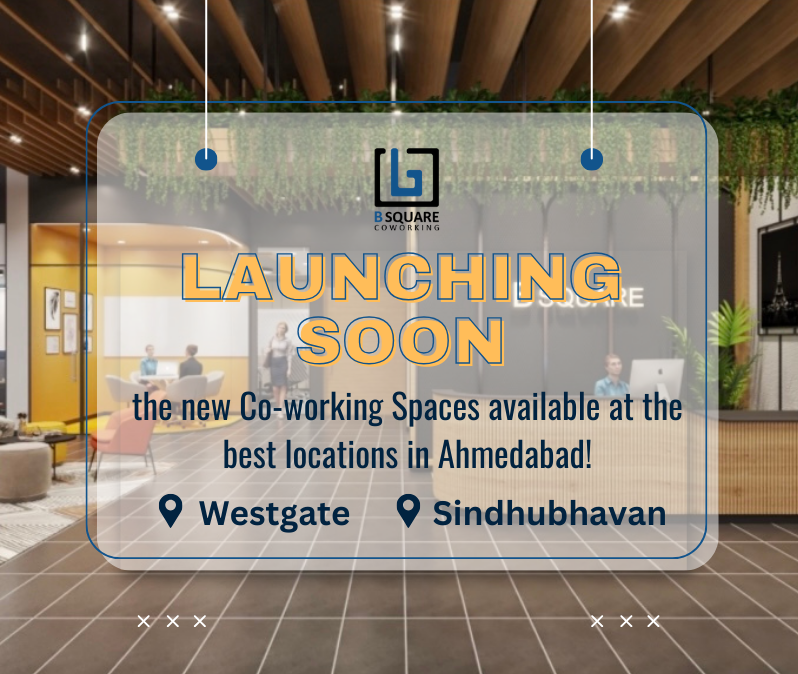 B SQUARE
COWORKING
LAUNCHING
B SQUARE
SOON
the new Co-working Spaces available at the
best locations in Ahmedabad!
Westgate Sindhubhavan